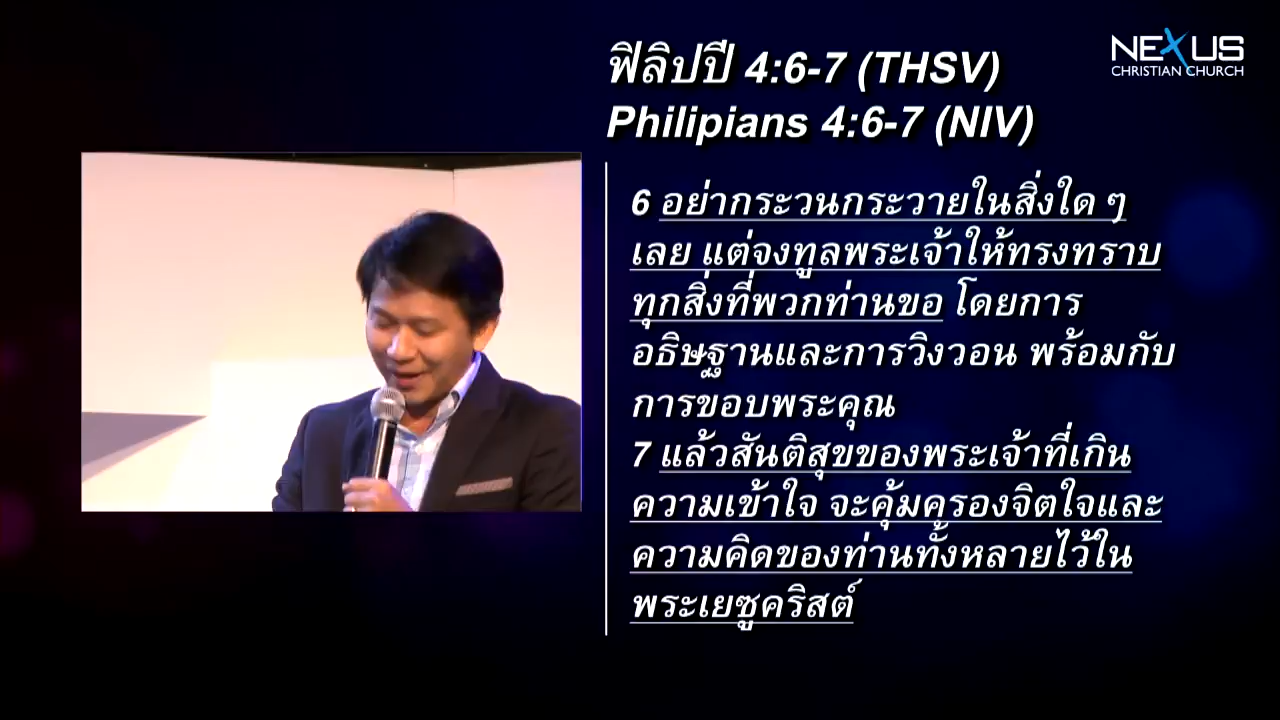 ฟีลิปปี 4:6-7 (THSV)
Philipians 4:6-7 (NIV)
NEXUS
CHRISTIAN CHURCH
6 อย่ากระวนกระวายในสิ่งใด ๆ
เลย แต่จงทูลพระเจ้าให้ทรงทราบ
ทุกสิ่งที่พวกท่านขอ โดยการ
อธิษฐานและการวิงวอน พร้อมกับ
การขอบพระคุณ
7 แล้วสันติสุขของพระเจ้าที่เกิน
ความเข้าใจ จะคุ้มครองจิตใจและ
ความคิดของท่านทั้งหลายไว้ใน
พระเยซูคริสต์